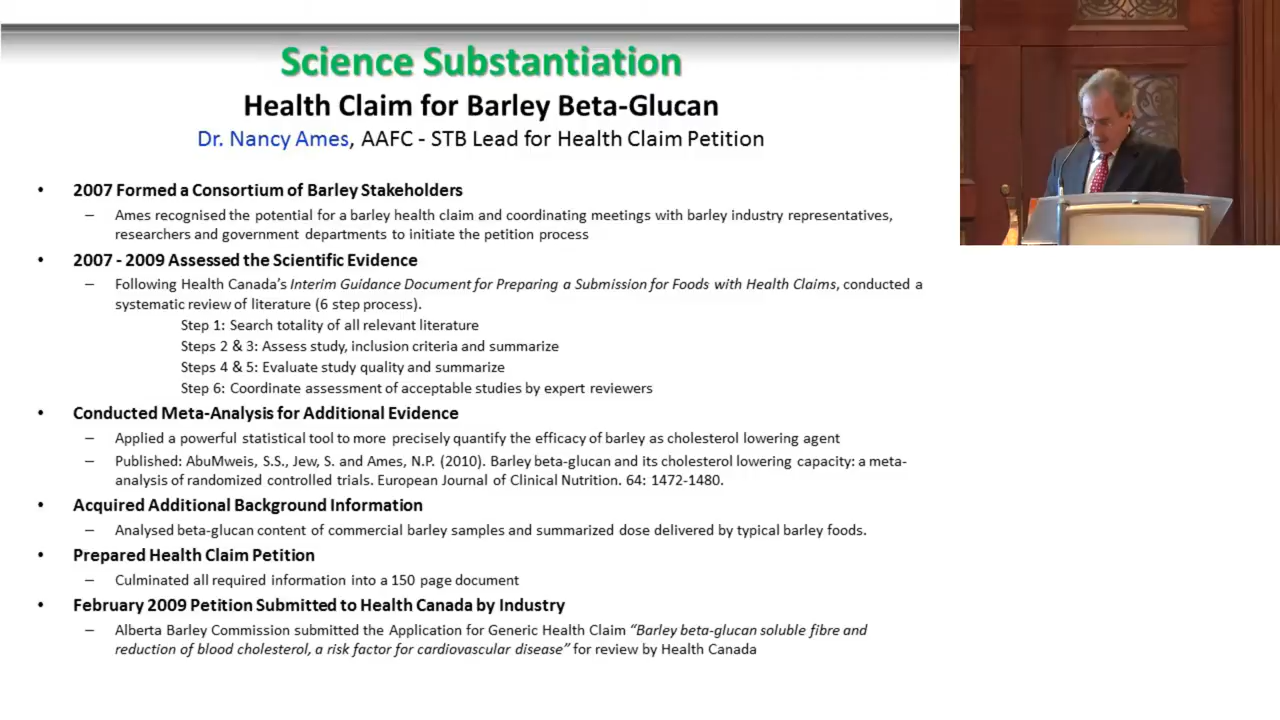 Science Substantiation
Health Claim for Barley Beta-Glucan
Dr. Nancy Ames, AAFC - STB Lead for Health Claim Petition
• 2007 Formed a Consortium of Barley Stakeholders
– Ames recognised the potential for a barley health claim and coordinating meetings with barley industry representatives,
researchers and government departments to initiate the petition process
• 2007 - 2009 Assessed the Scientific Evidence
– Following Health Canada's Interim Guidance Document for Preparing a Submission for Foods with Health Claims, conducted a
systematic review of literature (6 step process).
Step 1: Search totality of all relevant literature
Steps 2 & 3: Assess study, inclusion criteria and summarize
Steps 4 & 5: Evaluate study quality and summarize
Step 6: Coordinate assessment of acceptable studies by expert reviewers
• Conducted Meta-Analysis for Additional Evidence
– Applied a powerful statistical tool to more precisely quantify the efficacy of barley as cholesterol lowering agent
– Published: AbuMweis, S.S., Jew, S. and Ames, N.P. (2010). Barley beta-glucan and its cholesterol lowering capacity: a meta-
analysis of randomized controlled trials. European Journal of Clinical Nutrition. 64: 1472-1480.
• Acquired Additional Background Information
– Analysed beta-glucan content of commercial barley samples and summarized dose delivered by typical barley foods.
• Prepared Health Claim Petition
– Culminated all required information into a 150 page document
• February 2009 Petition Submitted to Health Canada by Industry
– Alberta Barley Commission submitted the Application for Generic Health Claim “Barley beta-glucan soluble fibre and
reduction of blood cholesterol, a risk factor for cardiovascular disease” for review by Health Canada